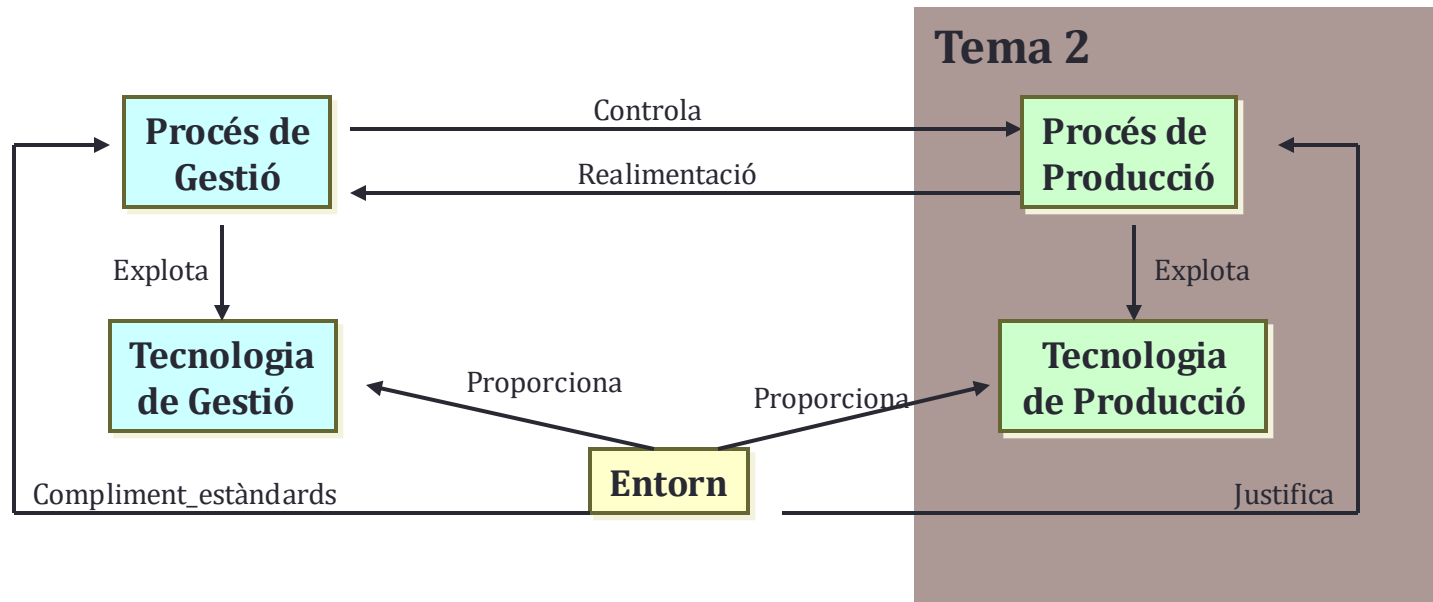 Tema 2
Controla
Procés de
Gestió
Procés de
Producció
Realimentació
Explota
Explota
Tecnologia
de Gestió
Tecnologia
de Producció
Proporciona
Proporciona
Entorn
Compliment_estàndards
Justifica